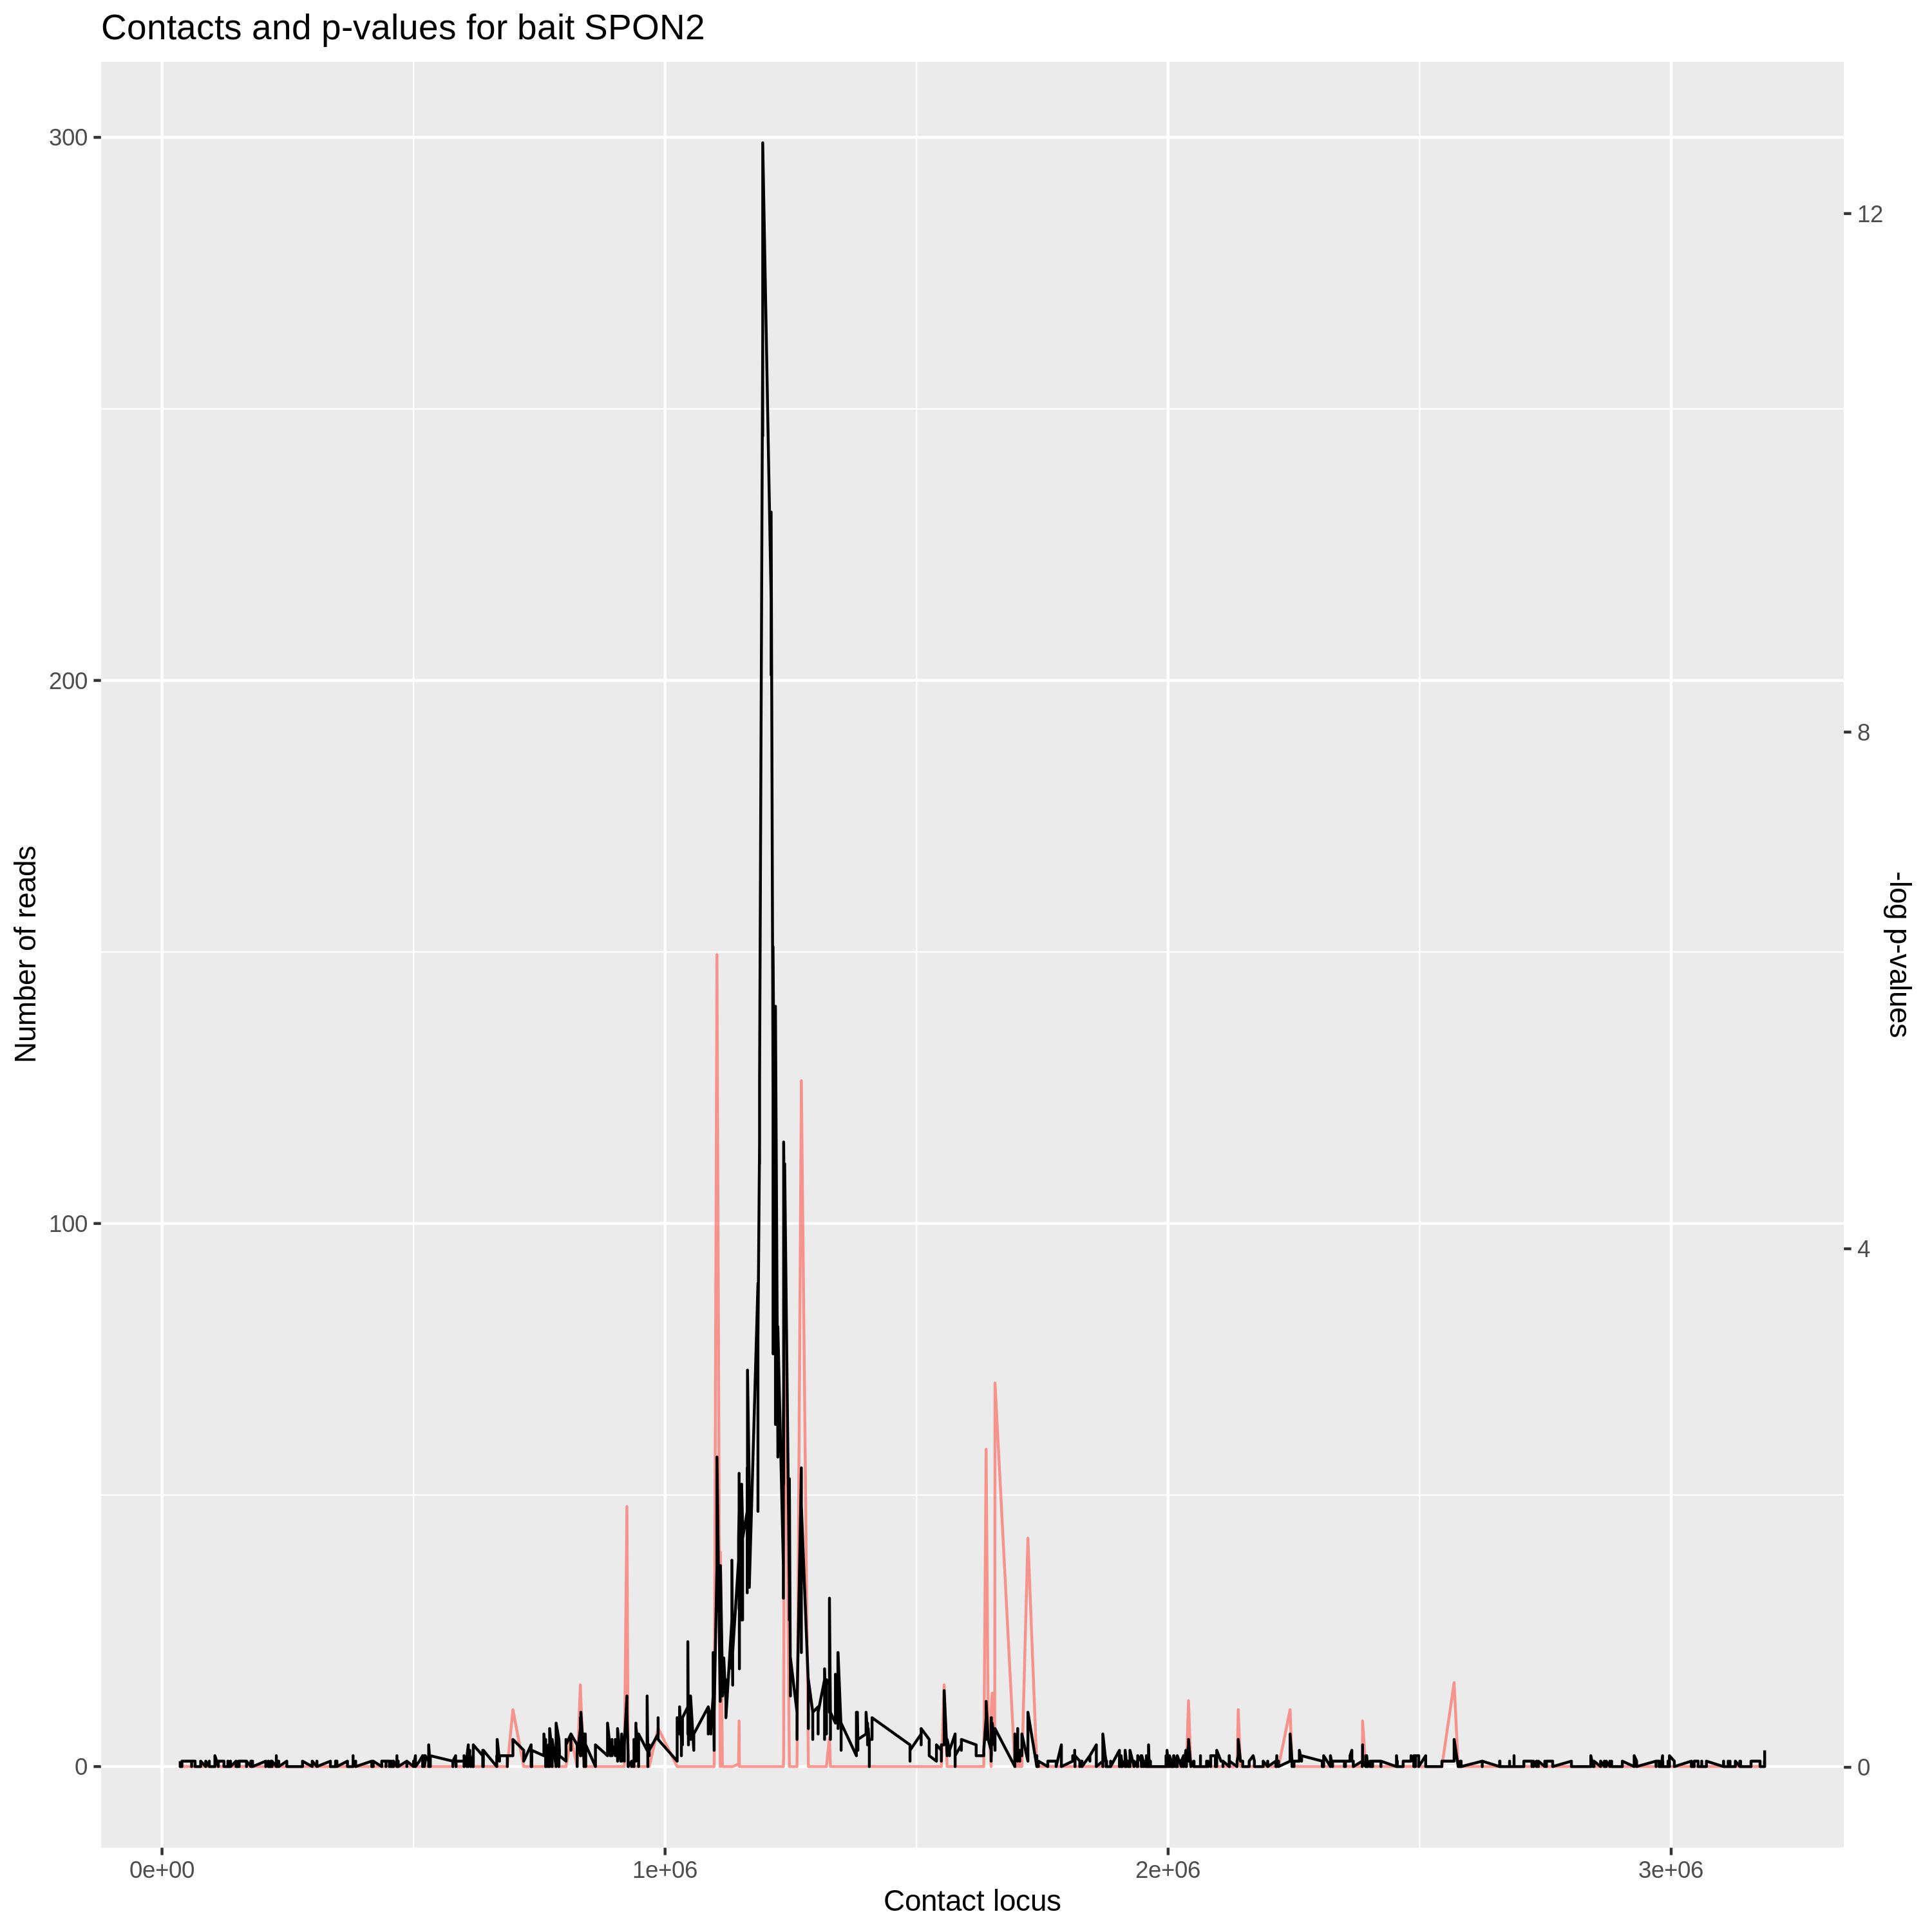 Contacts and p-values for bait SPON2
300
200
100
0
12
8
4
0
Number of reads
-log p-values
0e+00 1e+06 2e+06 3e+06
Contact locus